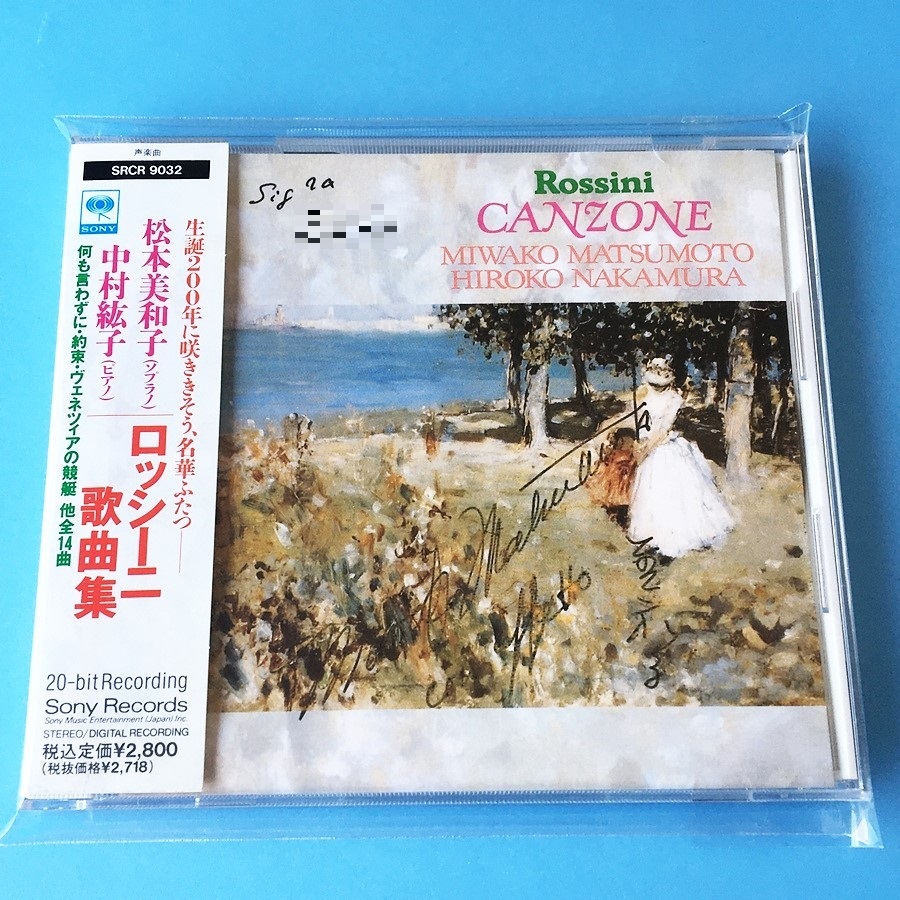 声楽曲
SRCR 9032
SONY
生誕200年に咲ききそう、名華ふたつ——
松本美和子(ソプラノ)
中村紘子(ピアノ)
ロッシーニ
歌曲集
何も言わずに・約束・ヴェネツィアの競艇 他全14曲
20-bit Recording
Sony Records
Sony Music Entertainment (Japan) Inc.
STEREO/DIGITAL RECORDING
税込定価¥2,800
(税抜価格¥2,718)
Sig ra
Rossini
CANZONE
MIWAKO MATSUMOTO
HIROKO NAKAMURA